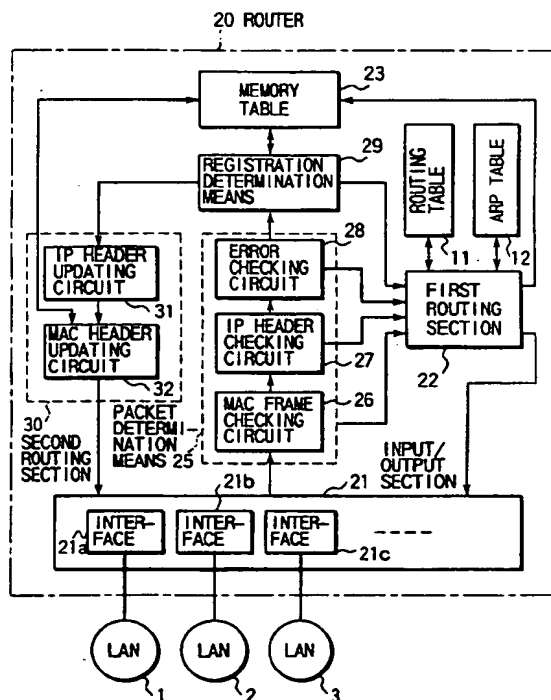 20 ROUTER
23
MEMORY
TABLE
29
REGISTRATION
DETERMINATION
MEANS
ROUTING
TABLE
11
ARP TABLE
12
28
ERROR
CHECKING
CIRCUIT
IP HEADER
UPDATING
CIRCUIT
31
FIRST
ROUTING
SECTION
22
IP HEADER
CHECKING
CIRCUIT
27
MAC HEADER
UPDATING
CIRCUIT
32
26
MAC FRAME
CHECKING
CIRCUIT
30
SECOND
ROUTING
SECTION
PACKET
DETERMI-
NATION
MEANS 25
INPUT/
OUTPUT
SECTION
21b
21
INTER-
FACE
21a
INTER-
FACE
INTER-
FACE
21c
LAN
1
LAN
2
LAN
3